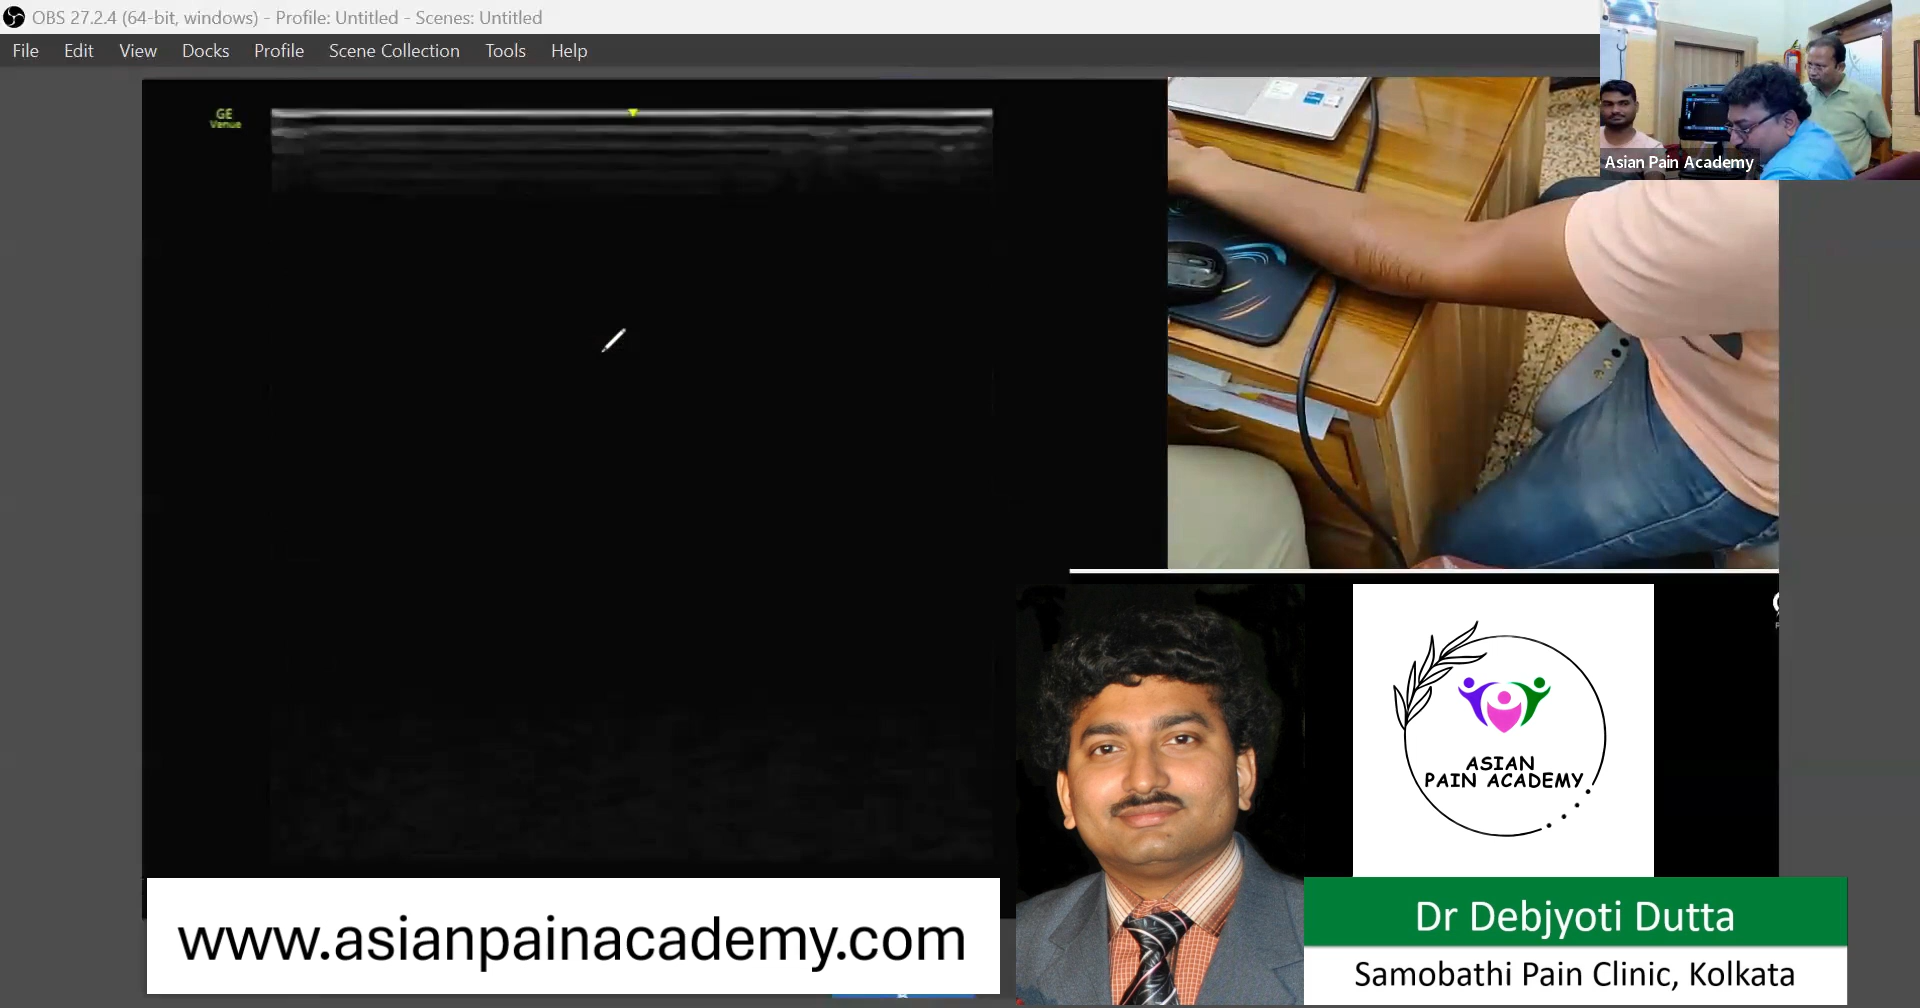 OBS 27.2.4 (64-bit, windows) - Profile: Untitled - Scenes: Untitled
File Edit View Docks Profile Scene Collection Tools Help
GE
Venue
Asian Pain Academy
ASIAN
PAIN ACADEMY
www.asianpainacademy.com
Dr Debjyoti Dutta
Samobathi Pain Clinic, Kolkata